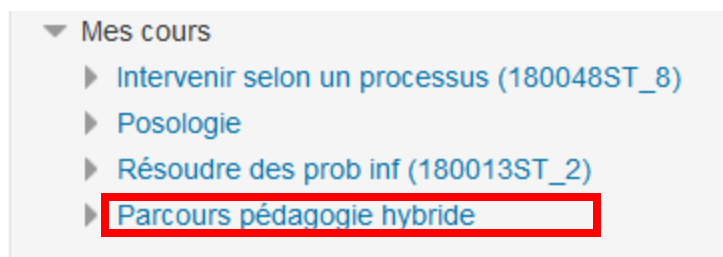 Mes cours
Intervenir selon un processus (180048ST_8)
Posologie
Résoudre des prob inf (180013ST_2)
Parcours pédagogie hybride